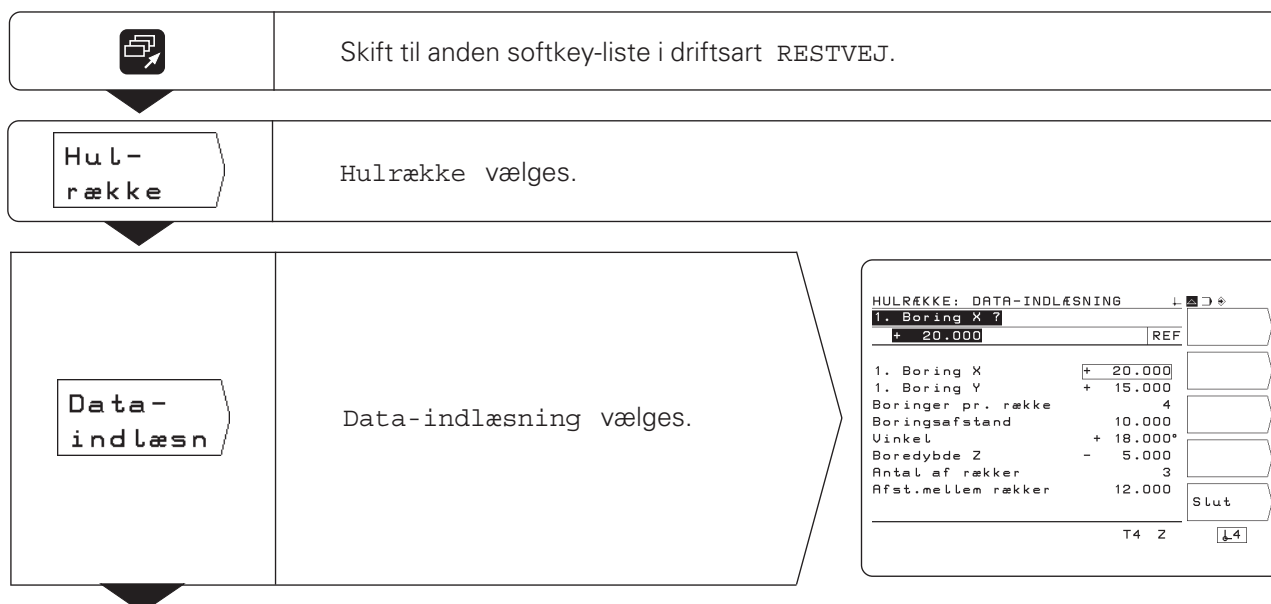 Skift til anden softkey-liste i driftsart RESTVEJ.
Hul-
række
Hulrække vælges.
Data-
indlæsn
Data-indlæsning vælges.
HULRÆKKE: DATA-INDLÆSNING
1. Boring X ?
+ 20.000 REF
1. Boring X + 20.000
1. Boring Y + 15.000
Boringer pr. række 4
Boringsafstand 10.000
Vinkel + 18.000°
Boredybde Z - 5.000
Antal af rækker 3
Afst.mellem rækker 12.000
Slut
T4 Z 4